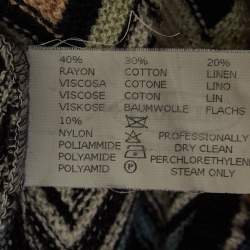 40% 30% 20%
RAYON COTTON LINEN
VISCOSA COTONE LINO
VISCOSE COTON LIN
VISKOSE BAUMWOLLE FLACHS
10%
NYLON PROFESSIONALLY
POLIAMMIDE DRY CLEAN
POLYAMIDE PERCHLORETHYLENE
POLYAMID P STEAM ONLY